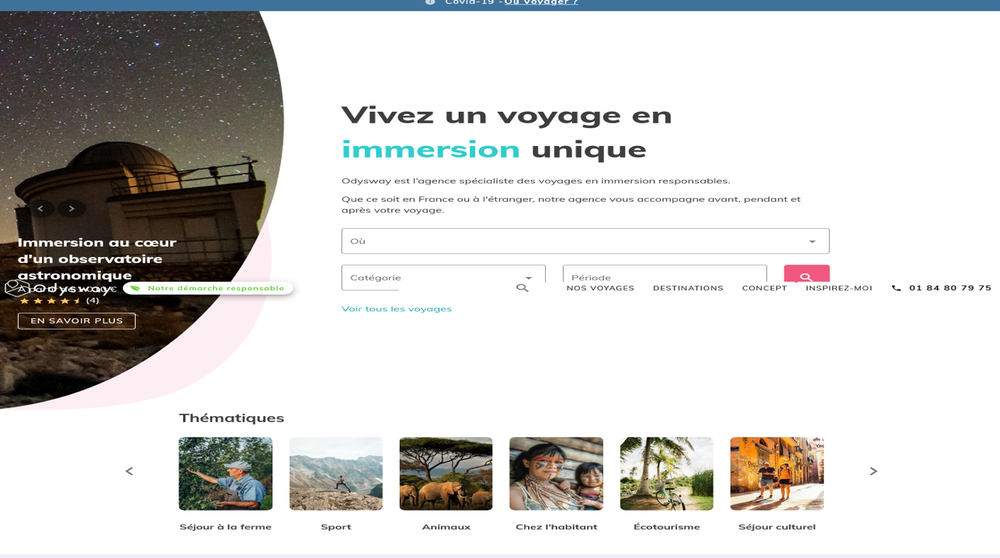 Covid-19 - Où voyager ?
Vivez un voyage en
immersion unique
Odysway est l'agence spécialiste des voyages en immersion responsables.
Que ce soit en France ou à l'étranger, notre agence vous accompagne avant, pendant et
après votre voyage.
Où
Catégorie
Période
Voir tous les voyages
Immersion au cœur
d'un observatoire
astronomique
Odysway
Notre démarche responsable
NOS VOYAGES
DESTINATIONS
CONCEPT
INSPIREZ-MOI
01 84 80 79 75
(4)
EN SAVOIR PLUS
Thématiques
<
>
Séjour à la ferme
Sport
Animaux
Chez l'habitant
Écotourisme
Séjour culturel